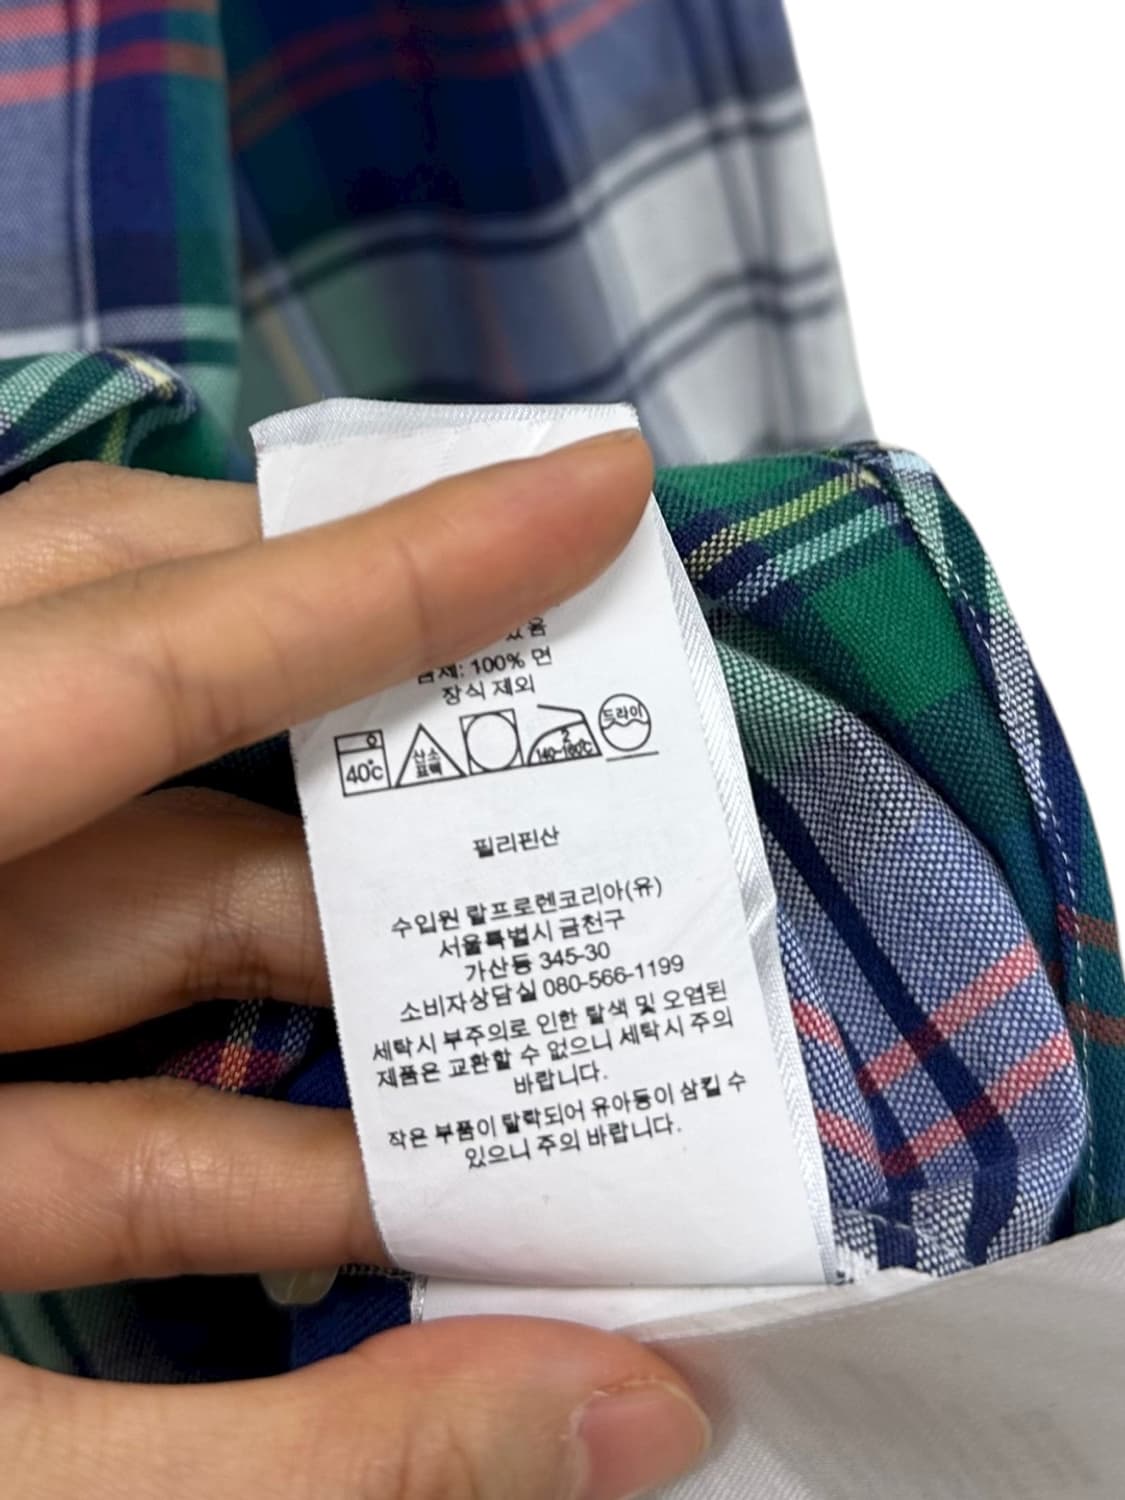 있음
겉체: 100% 면
장식 제외
40°c
산소
표백
2
140~160°C
드라이
필리핀산
수입원 랄프로렌코리아(유)
서울특별시 금천구
가산동 345-30
소비자상담실 080-566-1199
세탁시 부주의로 인한 탈색 및 오염된
제품은 교환할 수 없으니 세탁시 주의
바랍니다.
작은 부품이 탈락되어 유아등이 삼킬 수
있으니 주의 바랍니다.